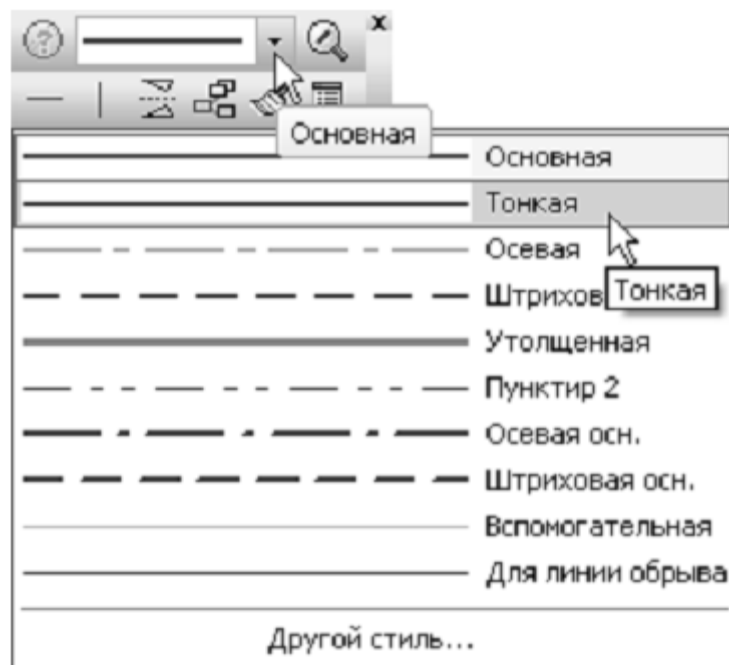 Основная
Основная
Тонкая
Осевая
Штрихов
Тонкая
Утолщенная
Пунктир 2
Осевая осн.
Штриховая осн.
Вспомогательная
Для линии обрыва
Другой стиль...